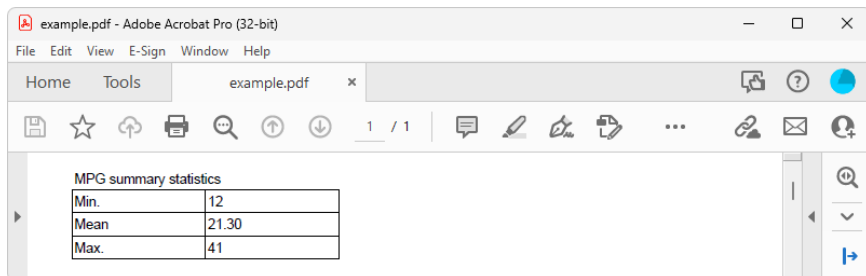 example.pdf - Adobe Acrobat Pro (32-bit)
File Edit View E-Sign Window Help
Home Tools example.pdf ×
1 / 1
MPG summary statistics
Min. 12
Mean 21.30
Max. 41